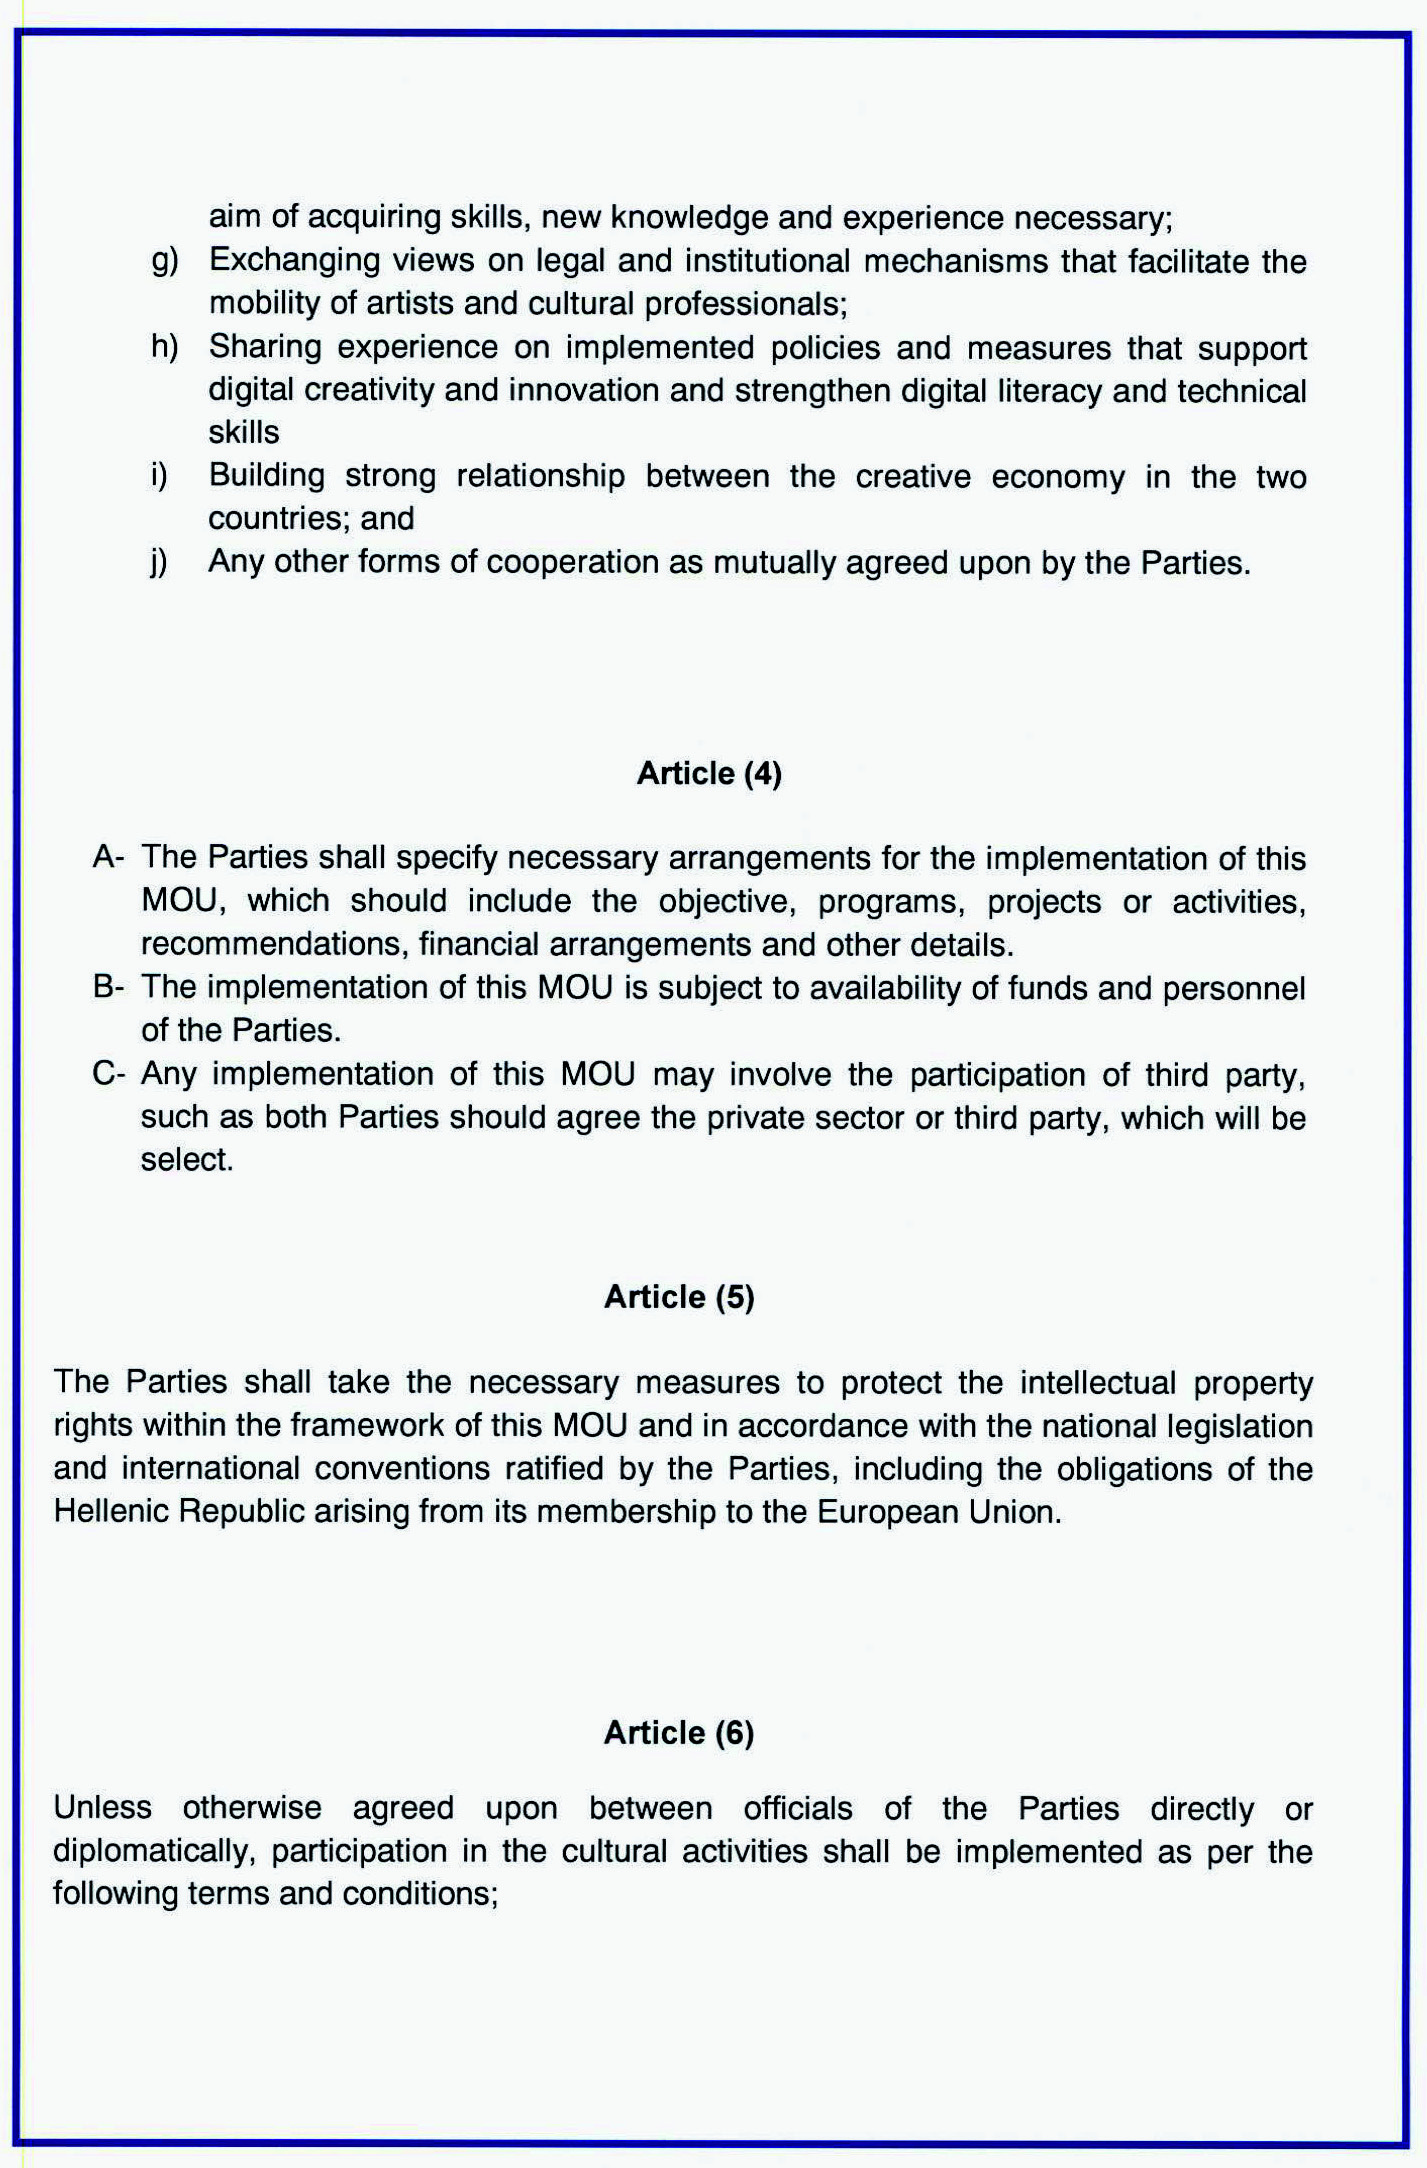 aim of acquiring skills, new knowledge and experience necessary;
g) Exchanging views on legal and institutional mechanisms that facilitate the
mobility of artists and cultural professionals;
h) Sharing experience on implemented policies and measures that support
digital creativity and innovation and strengthen digital literacy and technical
skills
i) Building strong relationship between the creative economy in the two
countries; and
j) Any other forms of cooperation as mutually agreed upon by the Parties.
Article (4)
A- The Parties shall specify necessary arrangements for the implementation of this
MOU, which should include the objective, programs, projects or activities,
recommendations, financial arrangements and other details.
B- The implementation of this MOU is subject to availability of funds and personnel
of the Parties.
C- Any implementation of this MOU may involve the participation of third party,
such as both Parties should agree the private sector or third party, which will be
select.
Article (5)
The Parties shall take the necessary measures to protect the intellectual property
rights within the framework of this MOU and in accordance with the national legislation
and international conventions ratified by the Parties, including the obligations of the
Hellenic Republic arising from its membership to the European Union.
Article (6)
Unless otherwise agreed upon between officials of the Parties directly or
diplomatically, participation in the cultural activities shall be implemented as per the
following terms and conditions;